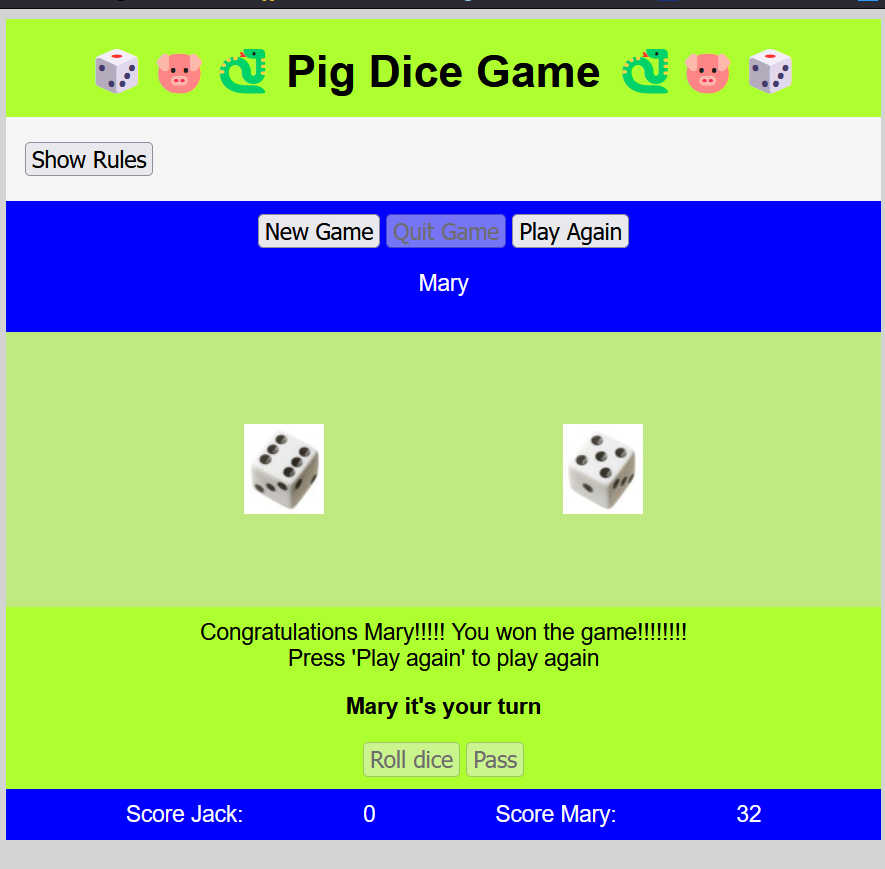 Pig Dice Game
Show Rules
New Game Quit Game Play Again
Mary
Congratulations Mary!!!!! You won the game!!!!!!!!
Press 'Play again' to play again
Mary it's your turn
Roll dice Pass
Score Jack: 0 Score Mary: 32